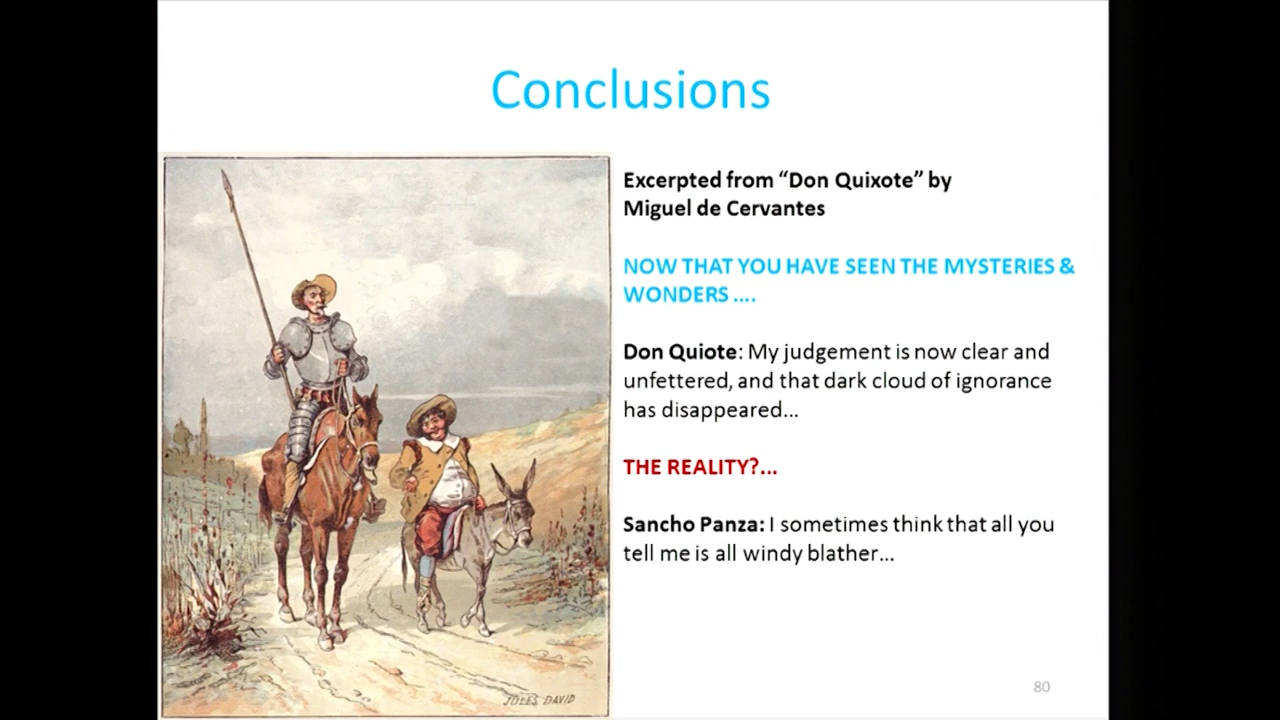 Conclusions
Excerpted from “Don Quixote” by
Miguel de Cervantes
NOW THAT YOU HAVE SEEN THE MYSTERIES &
WONDERS ....
Don Quiote: My judgement is now clear and
unfettered, and that dark cloud of ignorance
has disappeared...
THE REALITY?...
Sancho Panza: I sometimes think that all you
tell me is all windy blather...
JULES DAVID
80